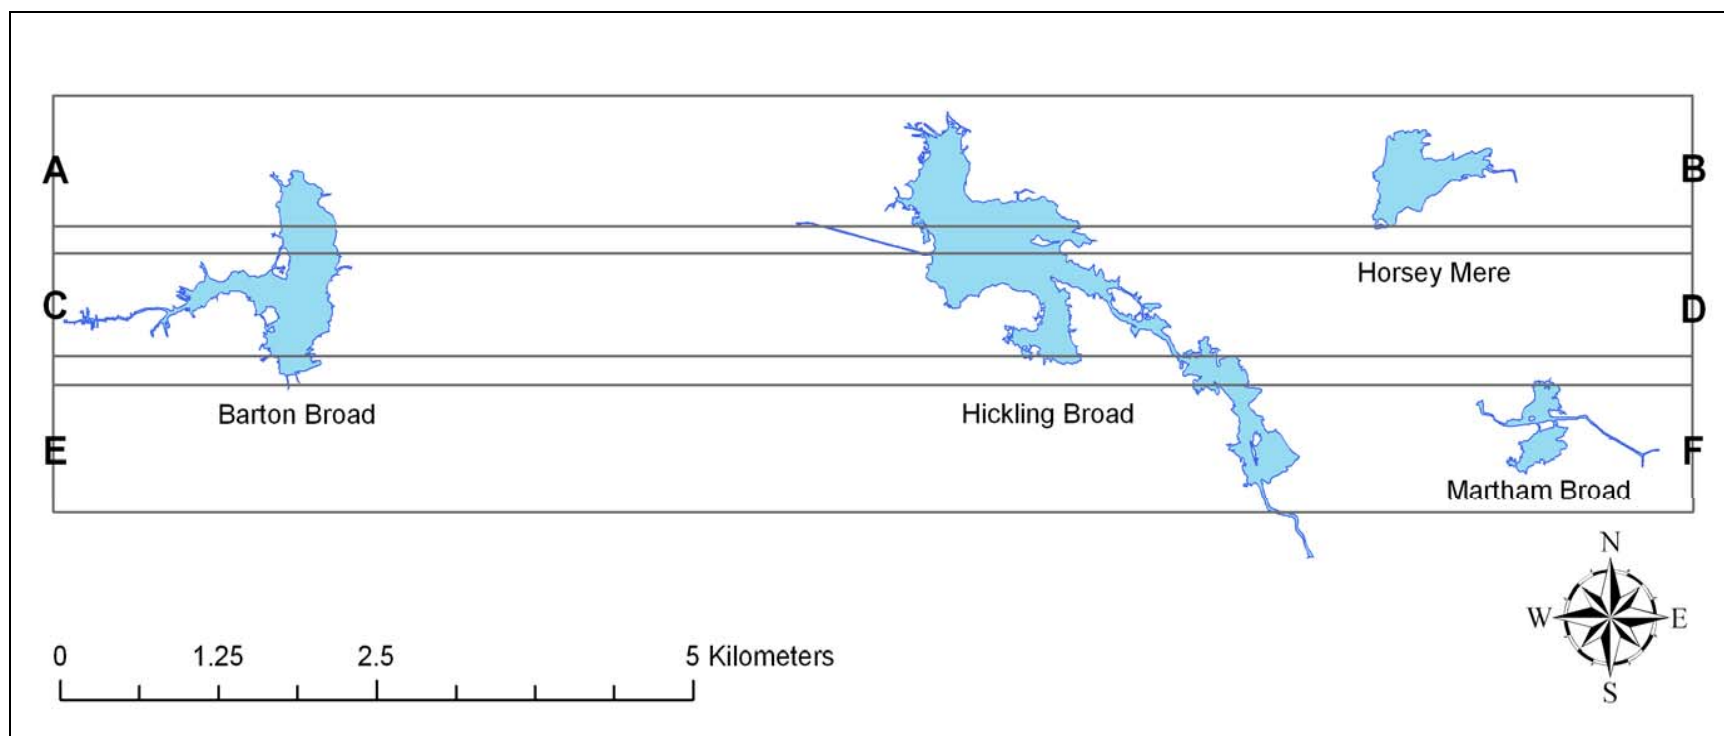 A
B
Horsey Mere
C
D
Barton Broad
Hickling Broad
E
F
Martham Broad
N
W E
S
0 1.25 2.5 5 Kilometers